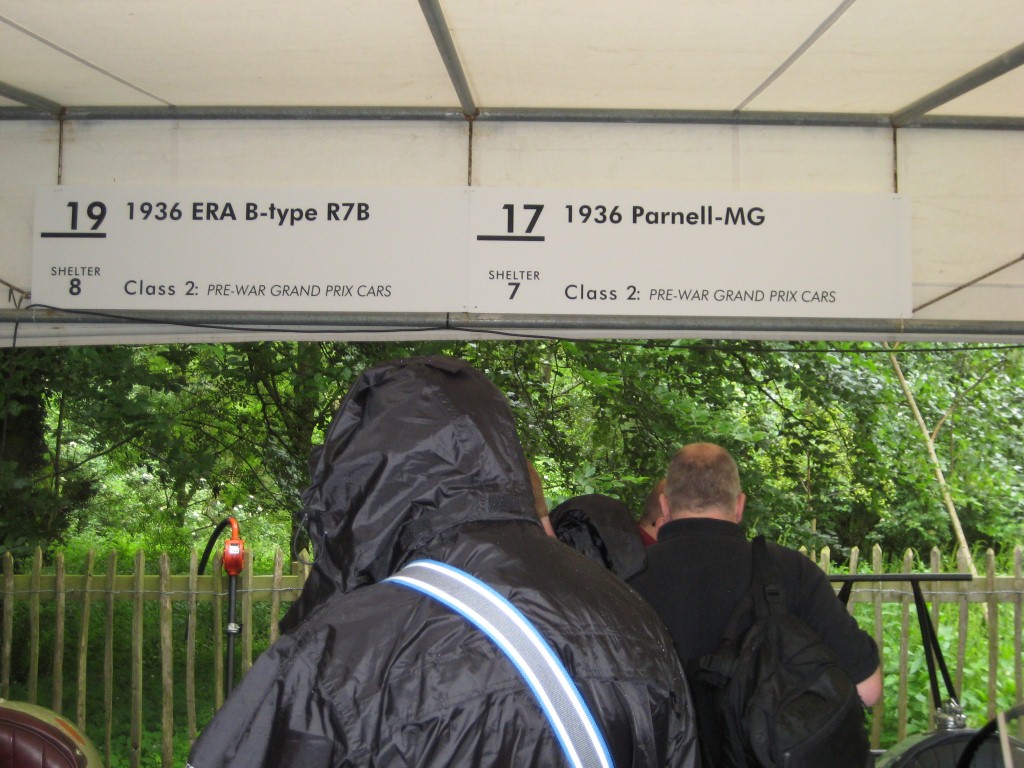 19 1936 ERA B-type R7B
SHELTER
8 Class 2: PRE-WAR GRAND PRIX CARS
17 1936 Parnell-MG
SHELTER
7 Class 2: PRE-WAR GRAND PRIX CARS